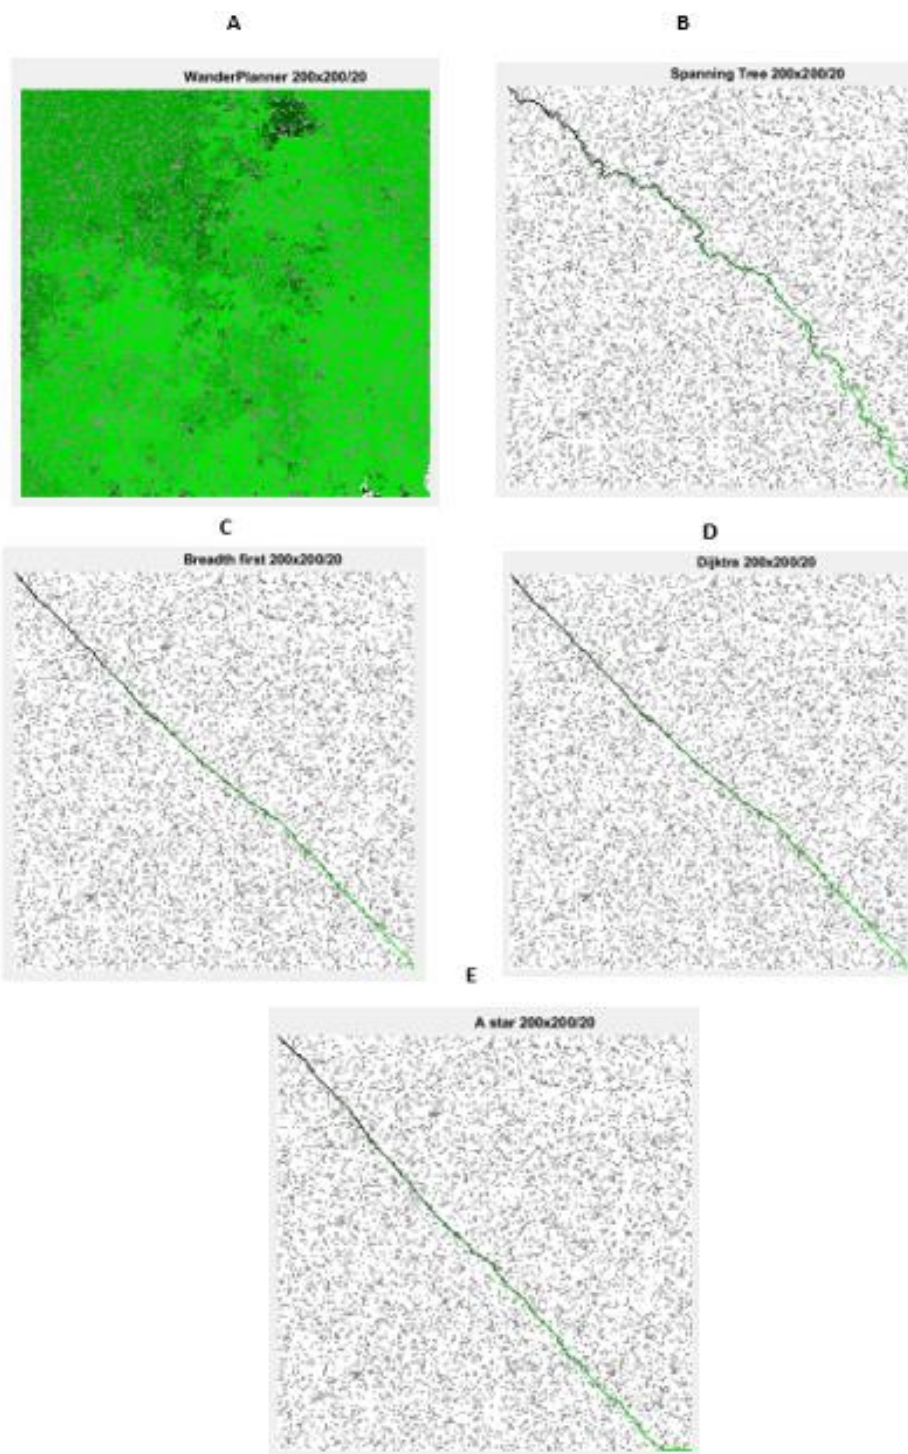 A
B
WanderPlanner 200x200/20
Spanning Tree 200x200/20
C
D
Breadth first 200x200/20
Dijktra 200x200/20
E
A star 200x200/20